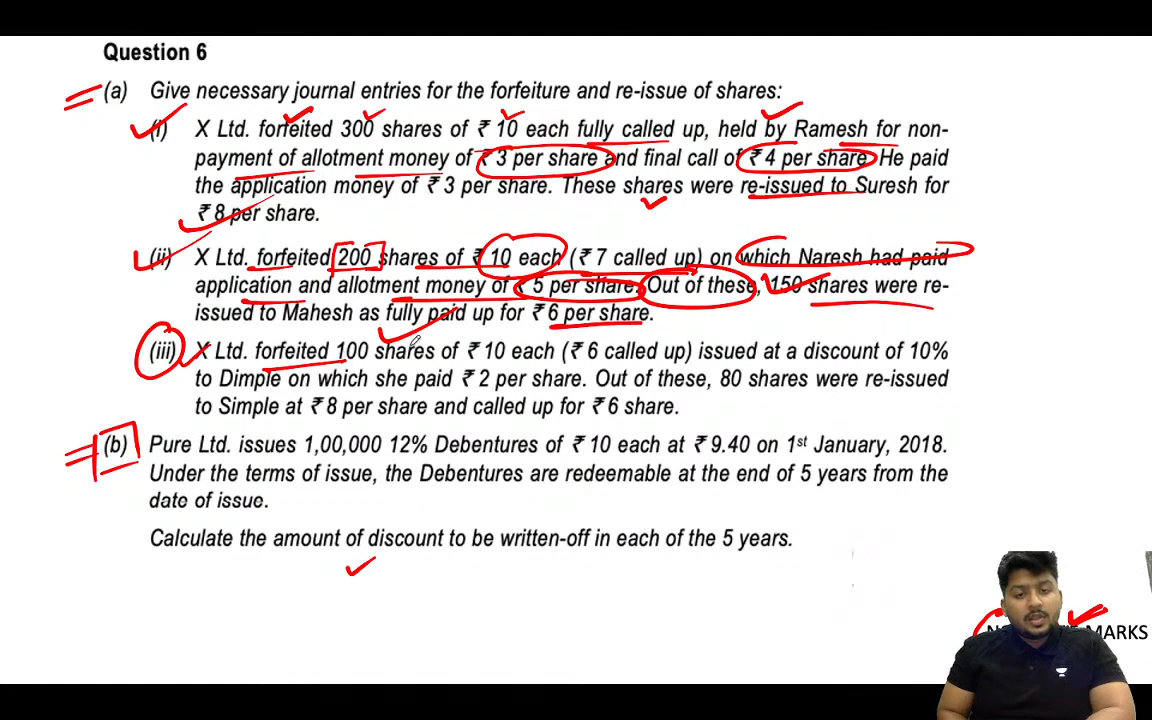 Question 6
(a) Give necessary journal entries for the forfeiture and re-issue of shares:
(i) X Ltd. forfeited 300 shares of ₹ 10 each fully called up, held by Ramesh for non-
payment of allotment money of ₹ 3 per share and final call of ₹ 4 per share. He paid
the application money of ₹ 3 per share. These shares were re-issued to Suresh for
₹ 8 per share.
(ii) X Ltd. forfeited 200 shares of ₹ 10 each (₹ 7 called up) on which Naresh had paid
application and allotment money of ₹ 5 per share. Out of these, 150 shares were re-
issued to Mahesh as fully paid up for ₹ 6 per share.
(iii) X Ltd. forfeited 100 shares of ₹ 10 each (₹ 6 called up) issued at a discount of 10%
to Dimple on which she paid ₹ 2 per share. Out of these, 80 shares were re-issued
to Simple at ₹ 8 per share and called up for ₹ 6 share.
(b) Pure Ltd. issues 1,00,000 12% Debentures of ₹ 10 each at ₹ 9.40 on 1st January, 2018.
Under the terms of issue, the Debentures are redeemable at the end of 5 years from the
date of issue.
Calculate the amount of discount to be written-off in each of the 5 years.
MARKS